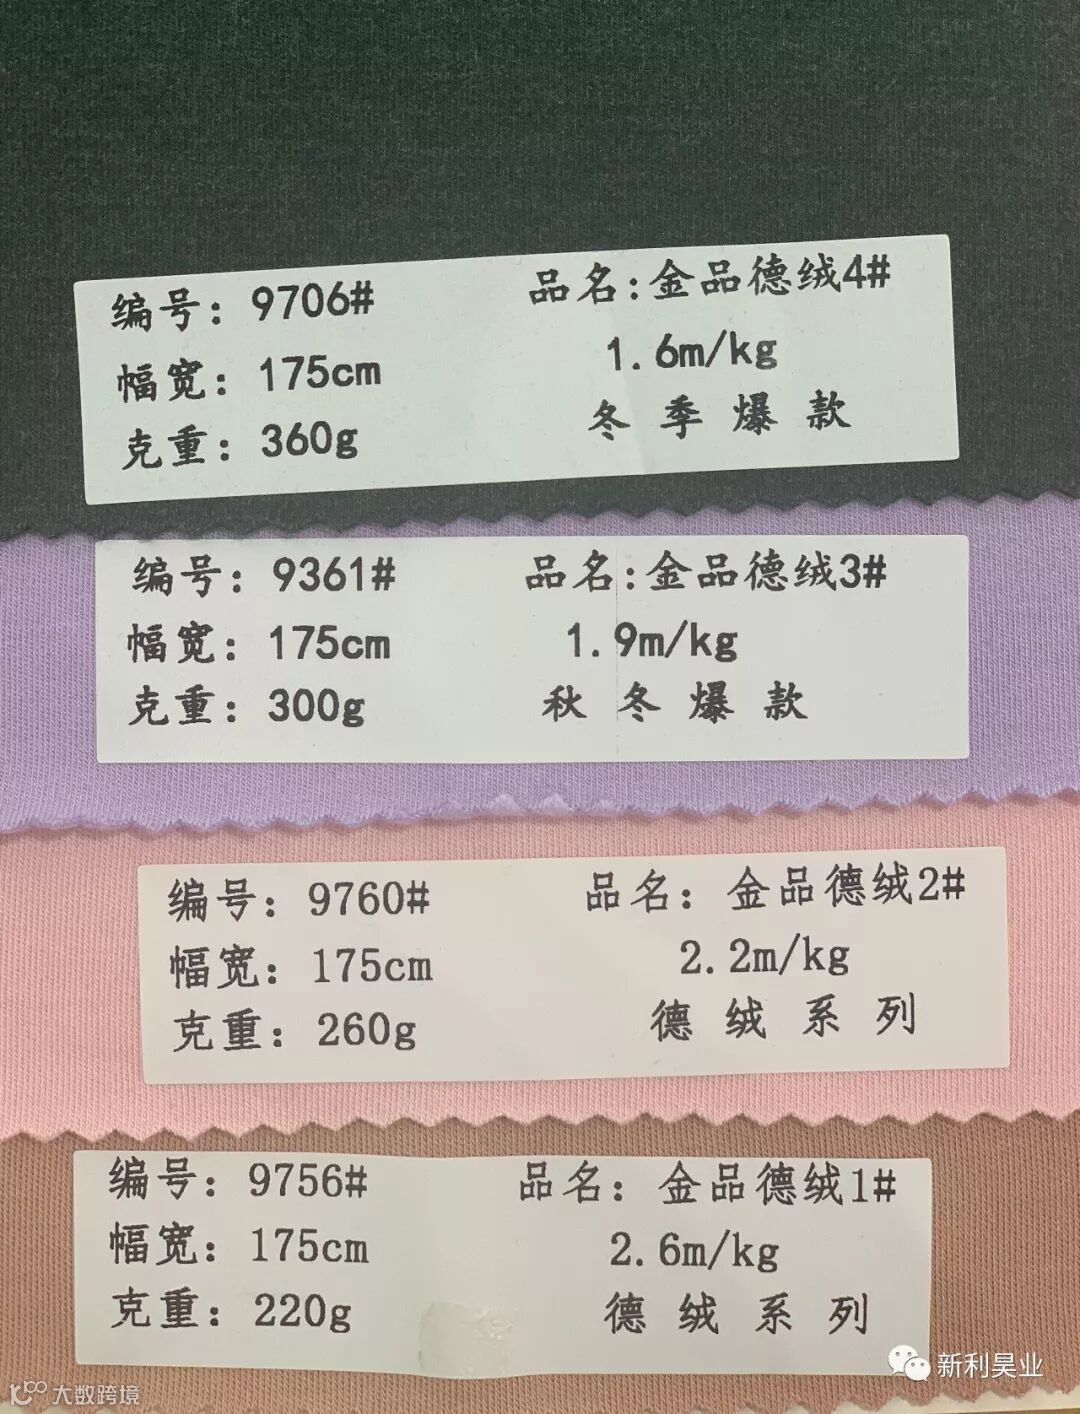 编号：9706# 品名:金品德绒4#
幅宽：175cm 1.6m/kg
克重：360g 冬季爆款
编号：9361# 品名:金品德绒3#
幅宽：175cm 1.9m/kg
克重：300g 秋冬爆款
编号：9760# 品名：金品德绒2#
幅宽：175cm 2.2m/kg
克重：260g 德绒系列
编号：9756# 品名：金品德绒1#
幅宽：175cm 2.6m/kg
克重：220g 德绒系列
新利昊业
大数跨境